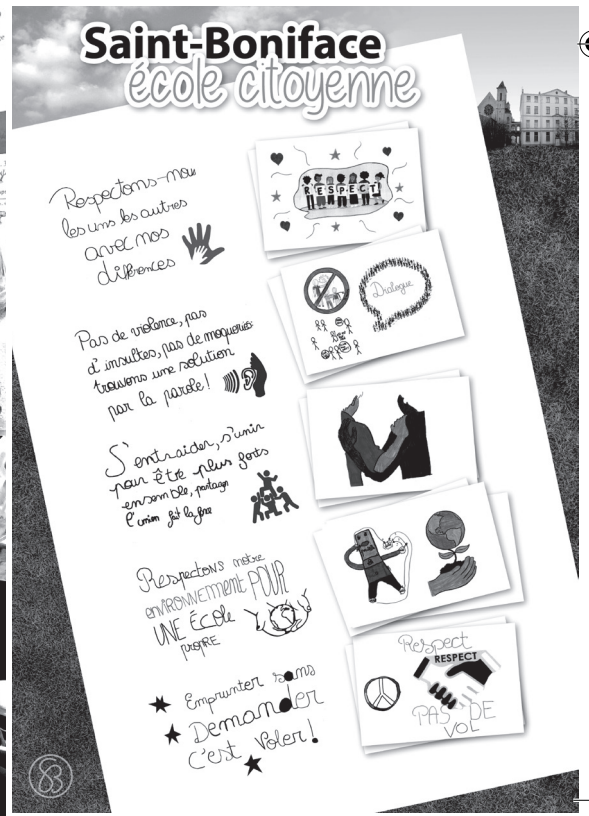 Saint-Boniface
école citoyenne
Respectons-nous
les uns les autres
avec nos
différences
RESPECT
Pas de violence, pas
d'insultes, pas de moqueries
trouvons une solution
par la parole!
Dialogue
S'entraider, s'unir
pour être plus forts
ensemble, partager
l'union fait la force
Respectons notre
enVIRONNEMENT POUR
UNE École
PROPRE
Respect
RESPECT
PAS DE
VOL
Emprunter sans
Demander
c'est voler!